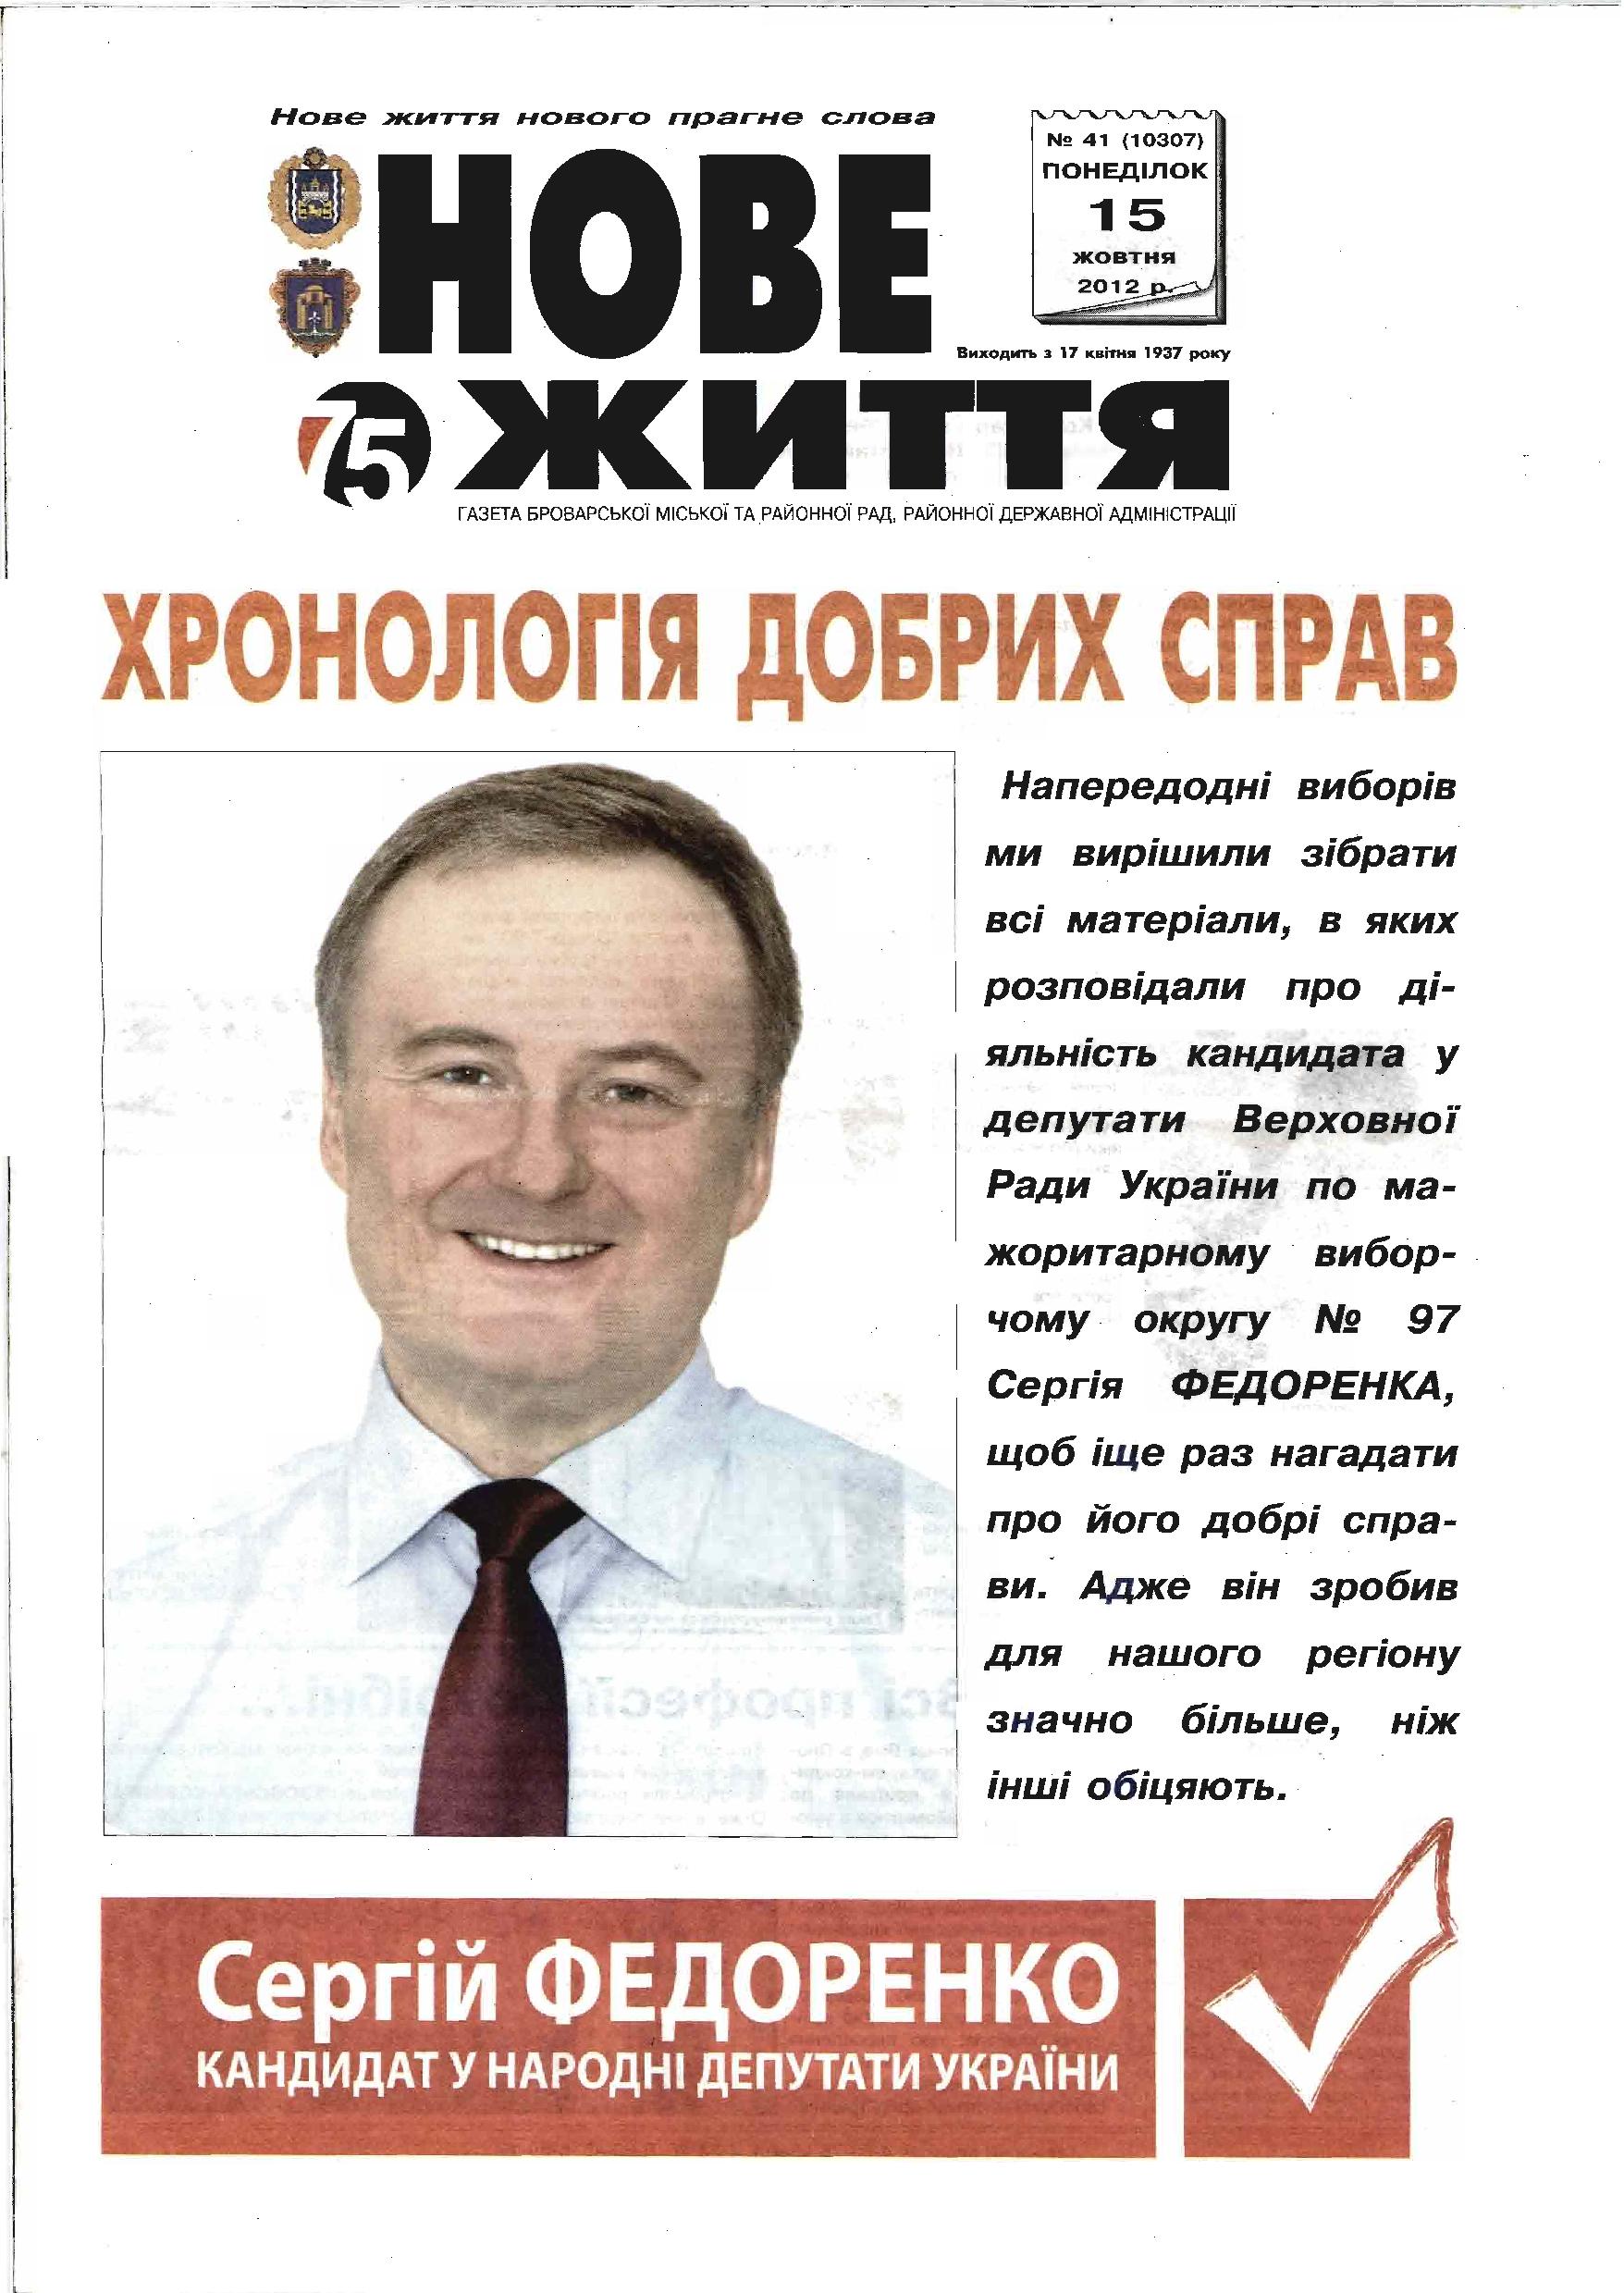 Нове життя нового прагне слова
№ 41 (10307)
ПОНЕДІЛОК
15
ЖОВТНЯ
2012 р.
НОВЕ
Виходить з 17 квітня 1937 року
75
ЖИТТЯ
ГАЗЕТА БРОВАРСЬКОЇ МІСЬКОЇ ТА РАЙОННОЇ РАД, РАЙОННОЇ ДЕРЖАВНОЇ АДМІНІСТРАЦІЇ
ХРОНОЛОГІЯ ДОБРИХ СПРАВ
Напередодні виборів
ми вирішили зібрати
всі матеріали, в яких
розповідали про ді-
яльність кандидата у
депутати Верховної
Ради України по ма-
жоритарному вибор-
чому округу № 97
Сергія ФЕДОРЕНКА,
щоб іще раз нагадати
про його добрі спра-
ви. Адже він зробив
для нашого регіону
значно більше, ніж
інші обіцяють.
Сергій ФЕДОРЕНКО
КАНДИДАТ У НАРОДНІ ДЕПУТАТИ УКРАЇНИ